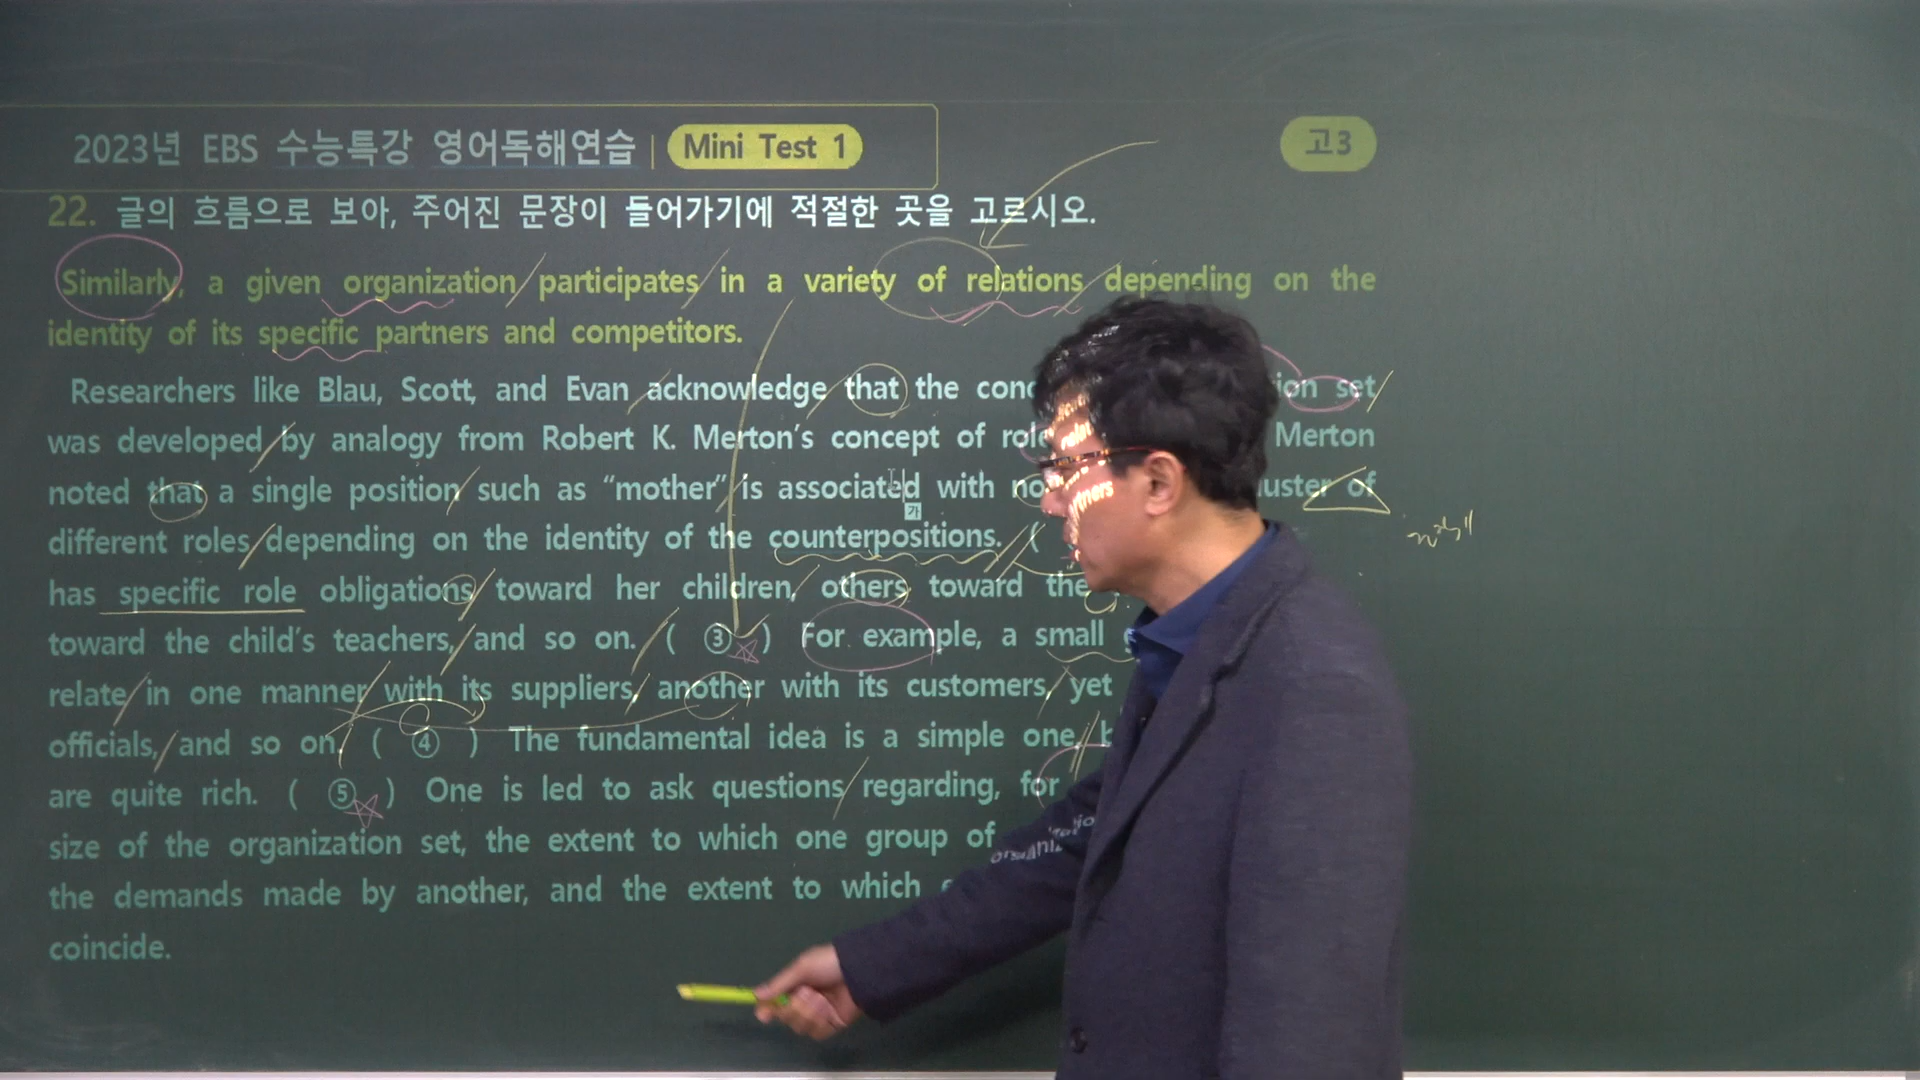 2023년 EBS 수능특강 영어독해연습 Mini Test 1 고3
22. 글의 흐름으로 보아, 주어진 문장이 들어가기에 적절한 곳을 고르시오.
Similarly, a given organization participates in a variety of relations depending on the
identity of its specific partners and competitors.
Researchers like Blau, Scott, and Evan acknowledge that the set
was developed by analogy from Robert K. Merton's concept of Merton
noted that a single position such as "mother" is associated with of
different roles depending on the identity of the counterpositions. (
has specific role obligations toward her children, others toward
toward the child's teachers, and so on. ( ③ ) For example, a small
relate in one manner with its suppliers, another with its customers, yet
officials, and so on. ( ④ ) The fundamental idea is a simple one,
are quite rich. ( ⑤ ) One is led to ask questions regarding, for
size of the organization set, the extent to which one group of
the demands made by another, and the extent to which
coincide.